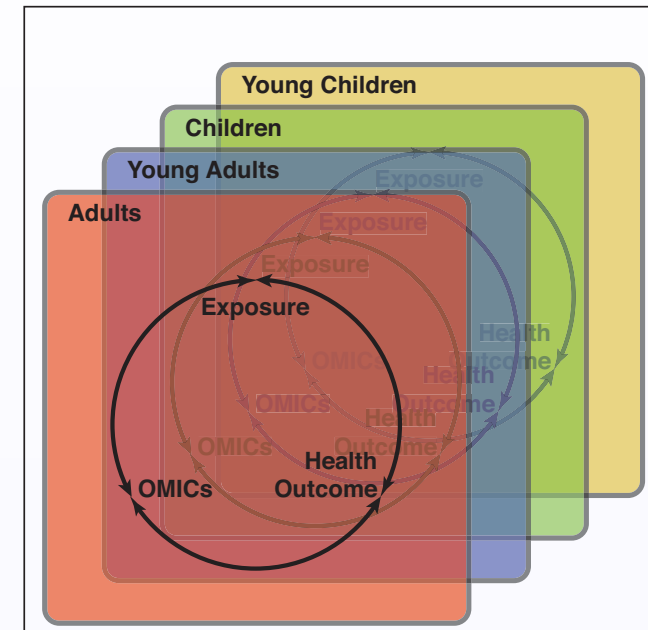 Young Children
Children
Young Adults
Adults
Exposure
Exposure
Exposure
Exposure
Health
Outcome
OMICs
Health
Outcome
OMICs
Health
Outcome
OMICs
Health
Outcome
OMICs